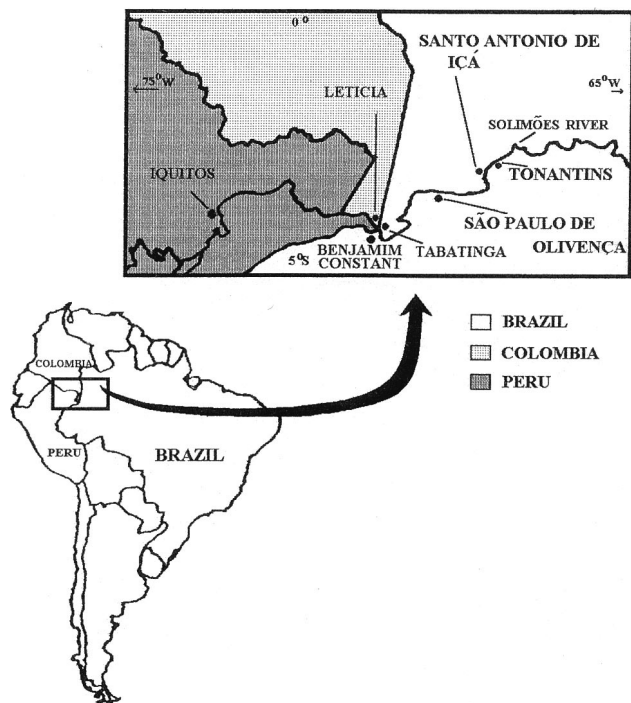 0°
SANTO ANTONIO DE
IÇÁ
75°W
65°W
LETICIA
SOLIMÕES RIVER
IQUITOS
TONANTINS
SÃO PAULO DE
OLIVENÇA
TABATINGA
5°S
BENJAMIM
CONSTANT
BRAZIL
COLOMBIA
PERU
COLOMBIA
PERU
BRAZIL